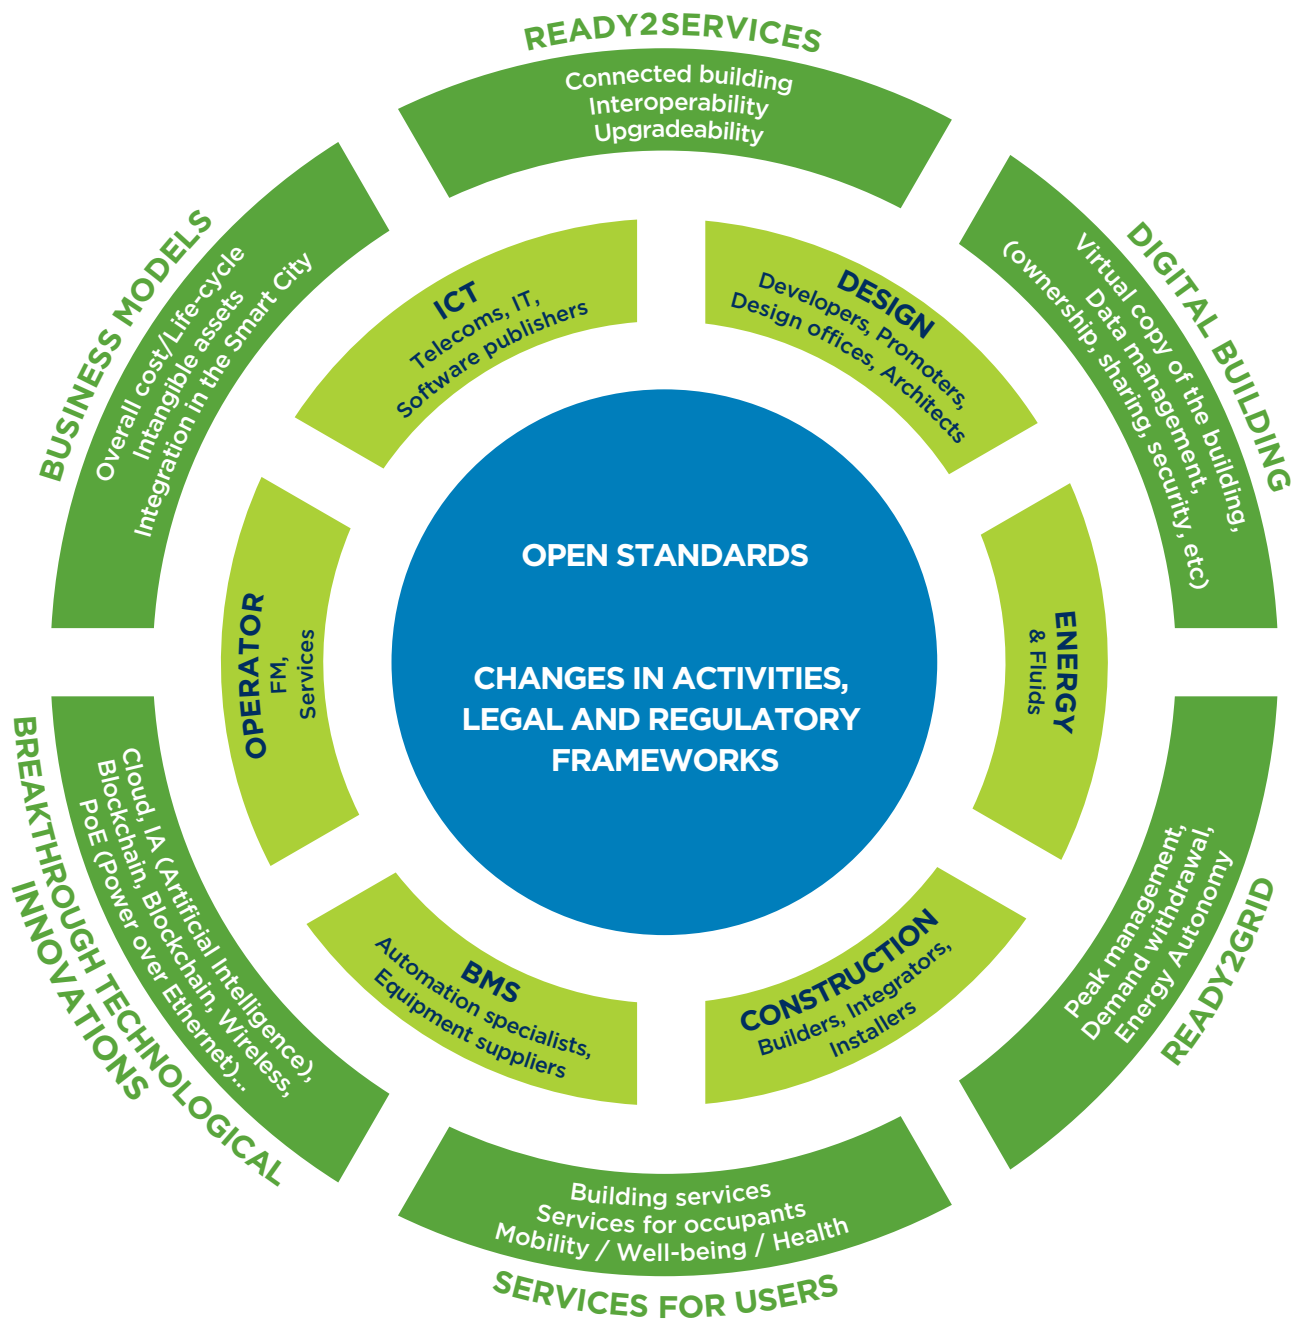 READY2SERVICES
Connected building
Interoperability
Upgradeability
DIGITAL BUILDING
Virtual copy of the building,
Data management,
(ownership, sharing, security, etc)
READY2GRID
Peak management,
Demand withdrawal,
Energy Autonomy
SERVICES FOR USERS
Building services
Services for occupants
Mobility / Well-being / Health
BREAKTHROUGH TECHNOLOGICAL
INNOVATIONS
Cloud, IA (Artificial Intelligence),
Blockchain, Blockchain, Wireless,
PoE (Power over Ethernet)...
BUSINESS MODELS
Overall cost/Life-cycle
Intangible assets
Integration in the Smart City
ICT
Telecoms, IT,
Software publishers
DESIGN
Developers, Promoters,
Design offices, Architects
ENERGY
& Fluids
CONSTRUCTION
Builders, Integrators,
Installers
BMS
Automation specialists,
Equipment suppliers
OPERATOR
FM,
Services
OPEN STANDARDS
CHANGES IN ACTIVITIES,
LEGAL AND REGULATORY
FRAMEWORKS